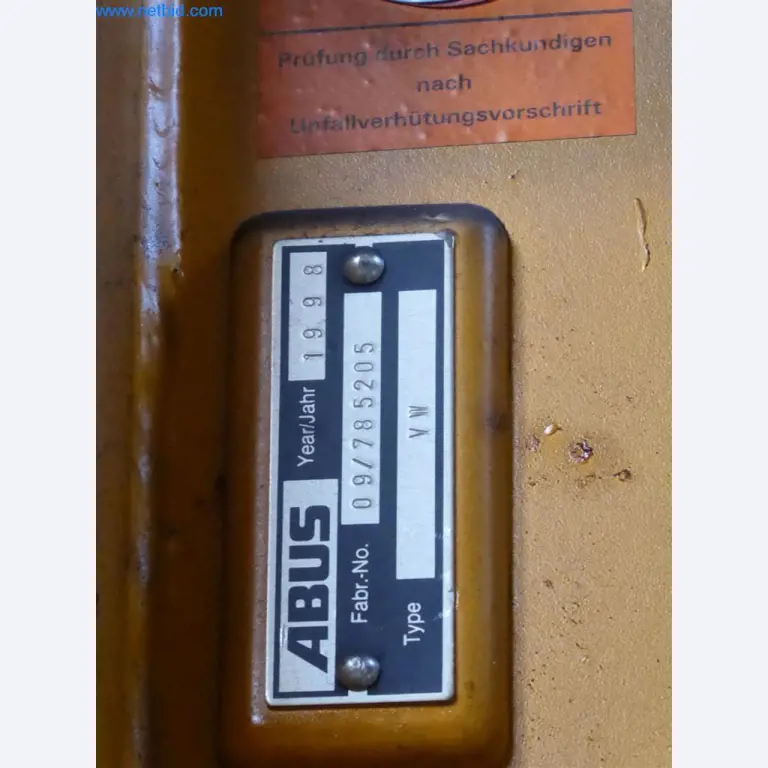 www.netbid.com
Prüfung durch Sachkundigen
nach
Unfallverhütungsvorschrift
ABUS Year/Jahr 1998
Fabr.-No. 09/785205
Type VW